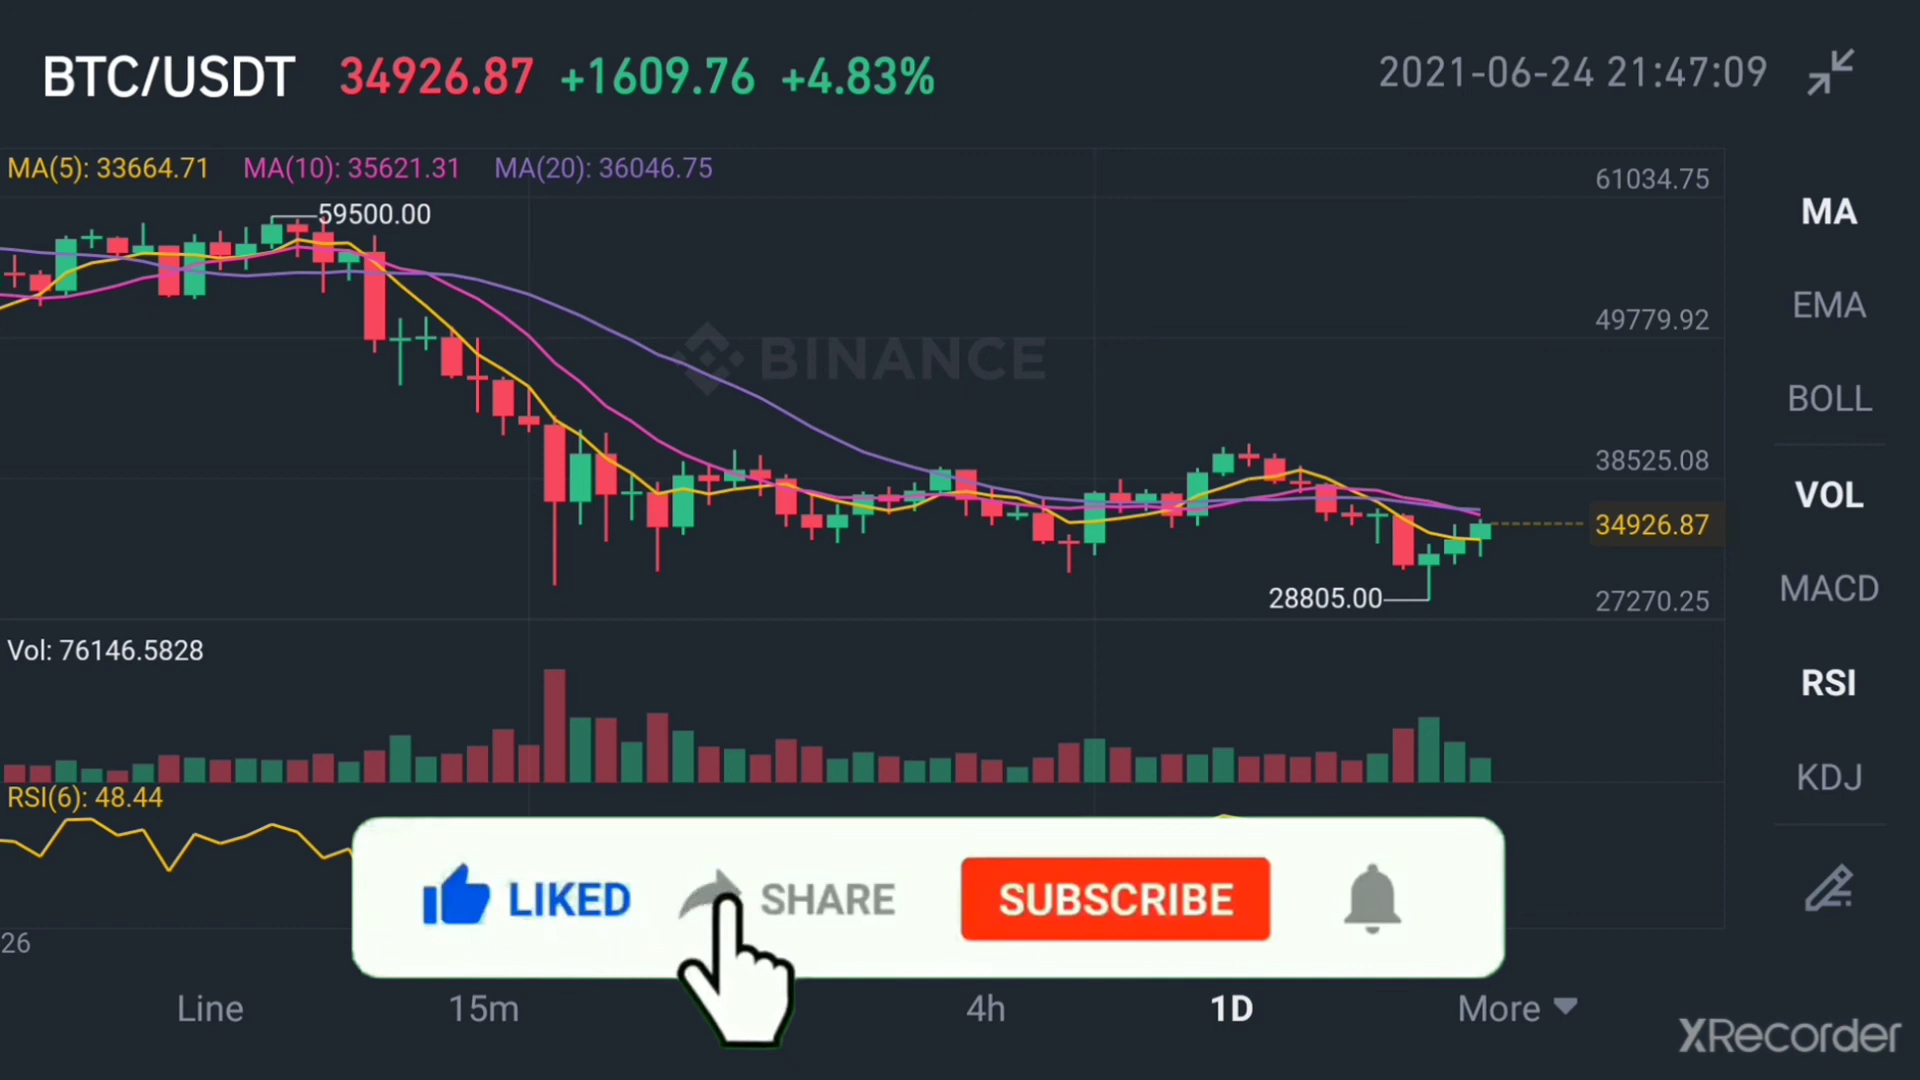 BTC/USDT 34926.87 +1609.76 +4.83% 2021-06-24 21:47:09
MA(5): 33664.71 MA(10): 35621.31 MA(20): 36046.75
61034.75
59500.00
49779.92
BINANCE
38525.08
34926.87
28805.00
27270.25
MA
EMA
BOLL
VOL
MACD
RSI
KDJ
Vol: 76146.5828
RSI(6): 48.44
LIKED SHARE SUBSCRIBE
26
Line 15m 4h 1D More
XRecorder